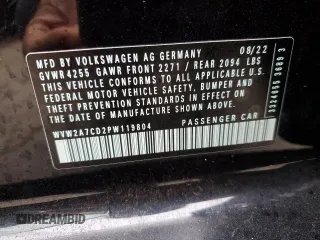 MFD BY VOLKSWAGEN AG GERMANY 08/22
GVWR 4255 GAWR FRONT 2271 / REAR 2094 LBS
THIS VEHICLE CONFORMS TO ALL APPLICABLE U.S.
FEDERAL MOTOR VEHICLE SAFETY, BUMPER, AND
THEFT PREVENTION STANDARDS IN EFFECT ON THE
DATE OF MANUFACTURE SHOWN ABOVE.
WVW2A7CD2PW119804 PASSENGER CAR
DREAMBID